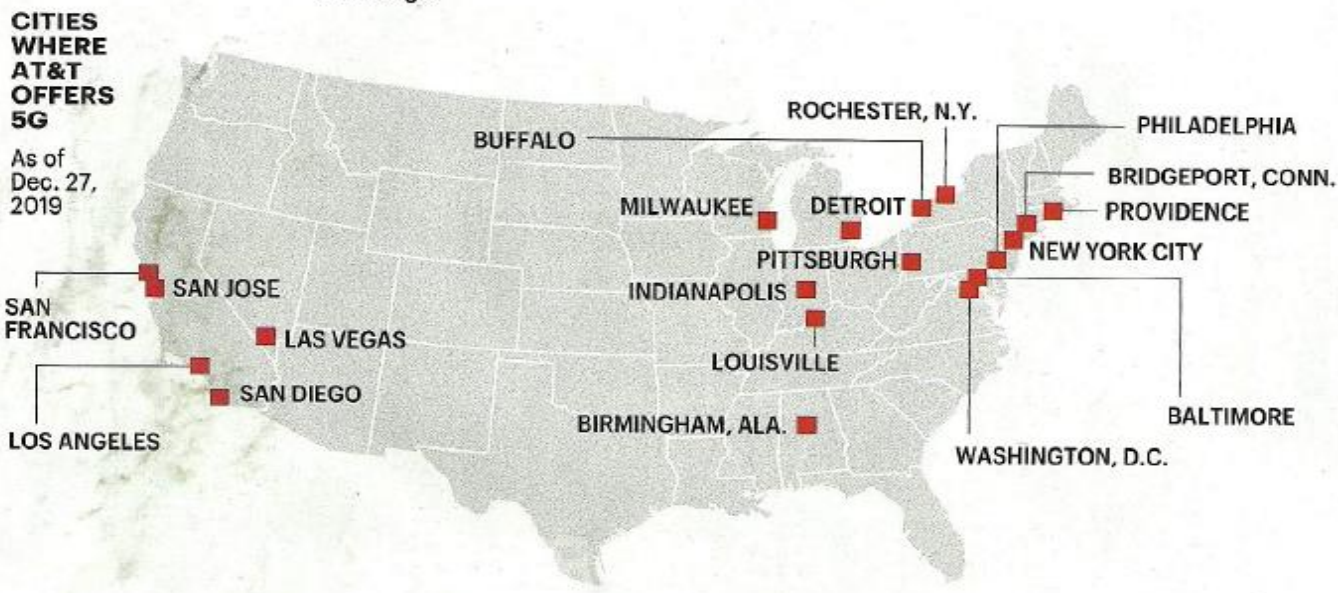 CITIES
WHERE
AT&T
OFFERS
5G
As of
Dec. 27,
2019
ROCHESTER, N.Y.
BUFFALO
PHILADELPHIA
BRIDGEPORT, CONN.
MILWAUKEE
DETROIT
PROVIDENCE
NEW YORK CITY
PITTSBURGH
INDIANAPOLIS
SAN JOSE
SAN
FRANCISCO
LAS VEGAS
LOUISVILLE
SAN DIEGO
BIRMINGHAM, ALA.
BALTIMORE
LOS ANGELES
WASHINGTON, D.C.